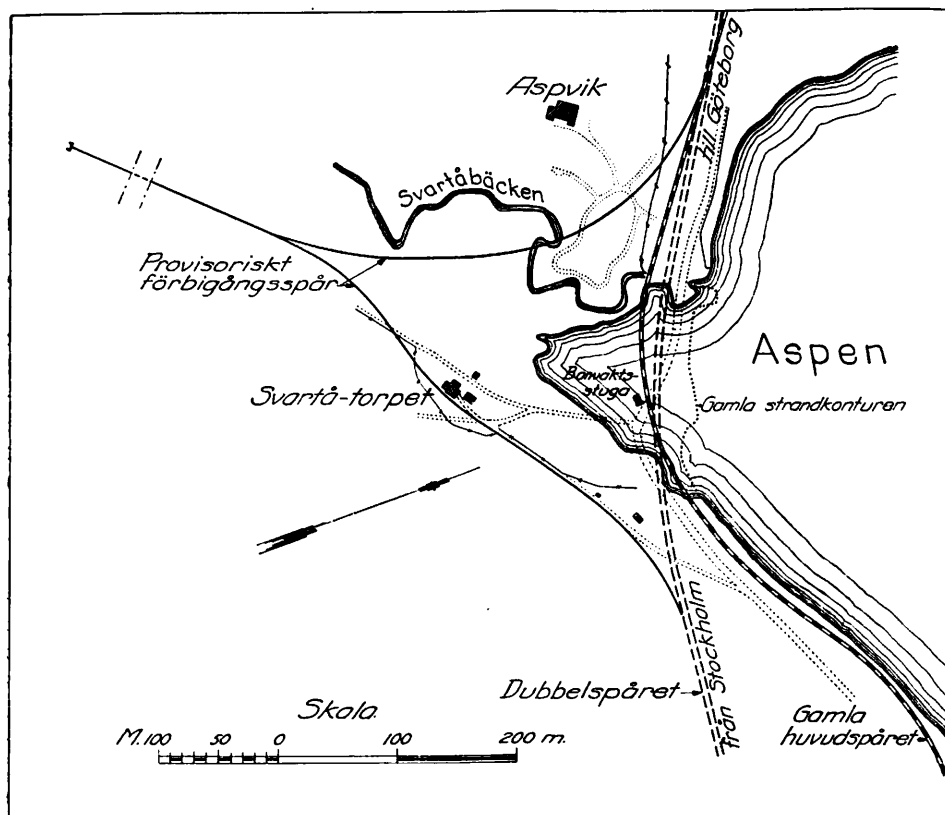 Aspvik
till Göteborg
Svartåbäcken
Provisoriskt
förbigångsspår
Aspen
Banvakts-
stuga
Svartå-torpet
Gamla strandkonturen
Dubbelspåret
från Stockholm
Gamla
huvudspåret
Skala.
M. 100 50 0 100 200 m.